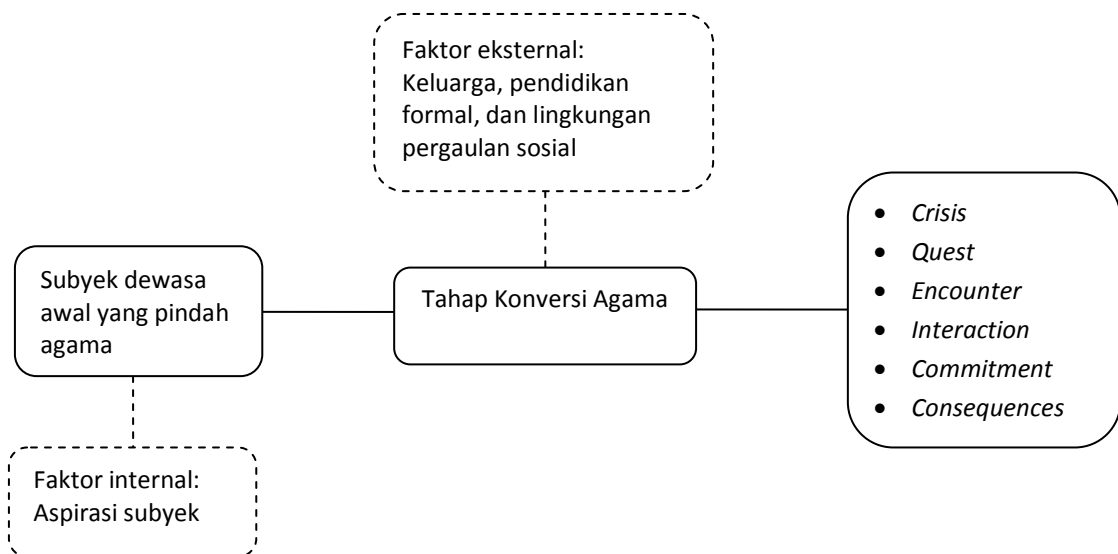 Faktor eksternal:
Keluarga, pendidikan
formal, dan lingkungan
pergaulan sosial
Subyek dewasa
awal yang pindah
agama
Tahap Konversi Agama
• Crisis
• Quest
• Encounter
• Interaction
• Commitment
• Consequences
Faktor internal:
Aspirasi subyek